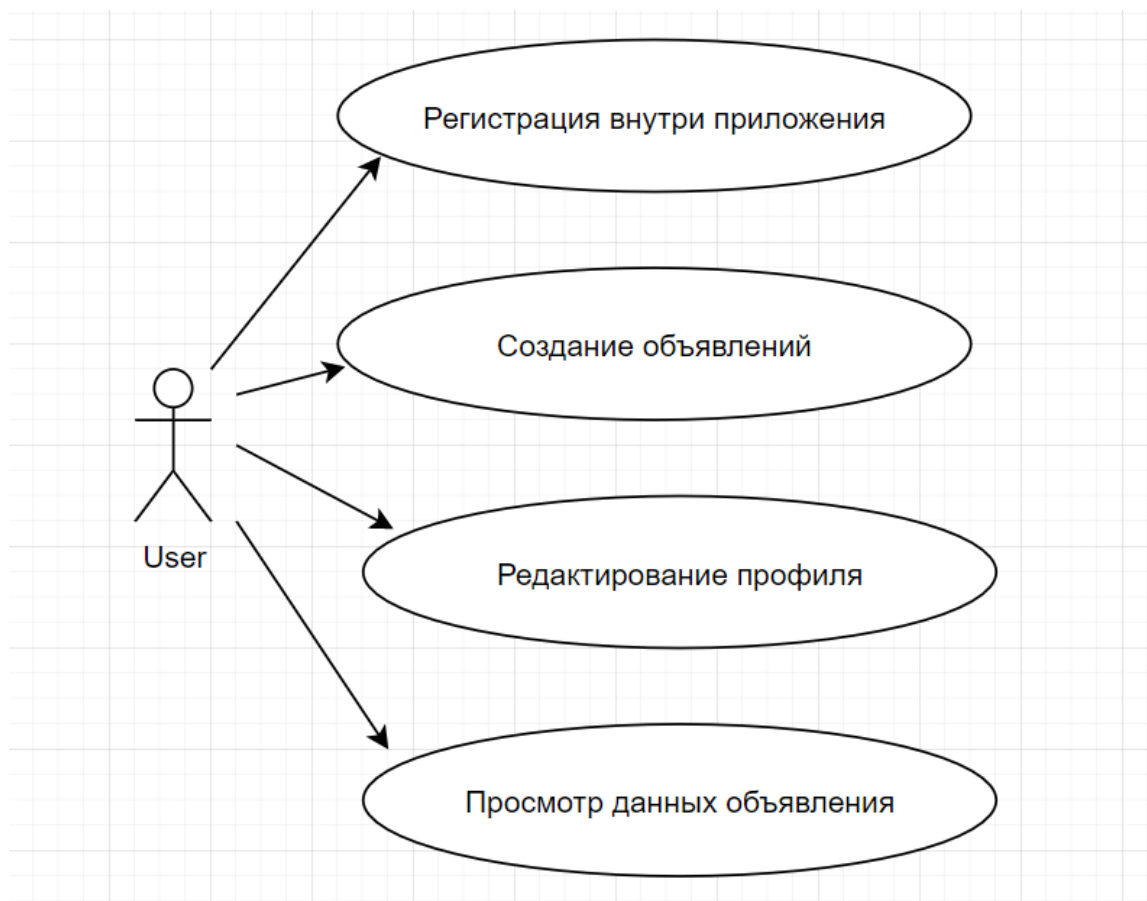 Регистрация внутри приложения
Создание объявлений
User
Редактирование профиля
Просмотр данных объявления